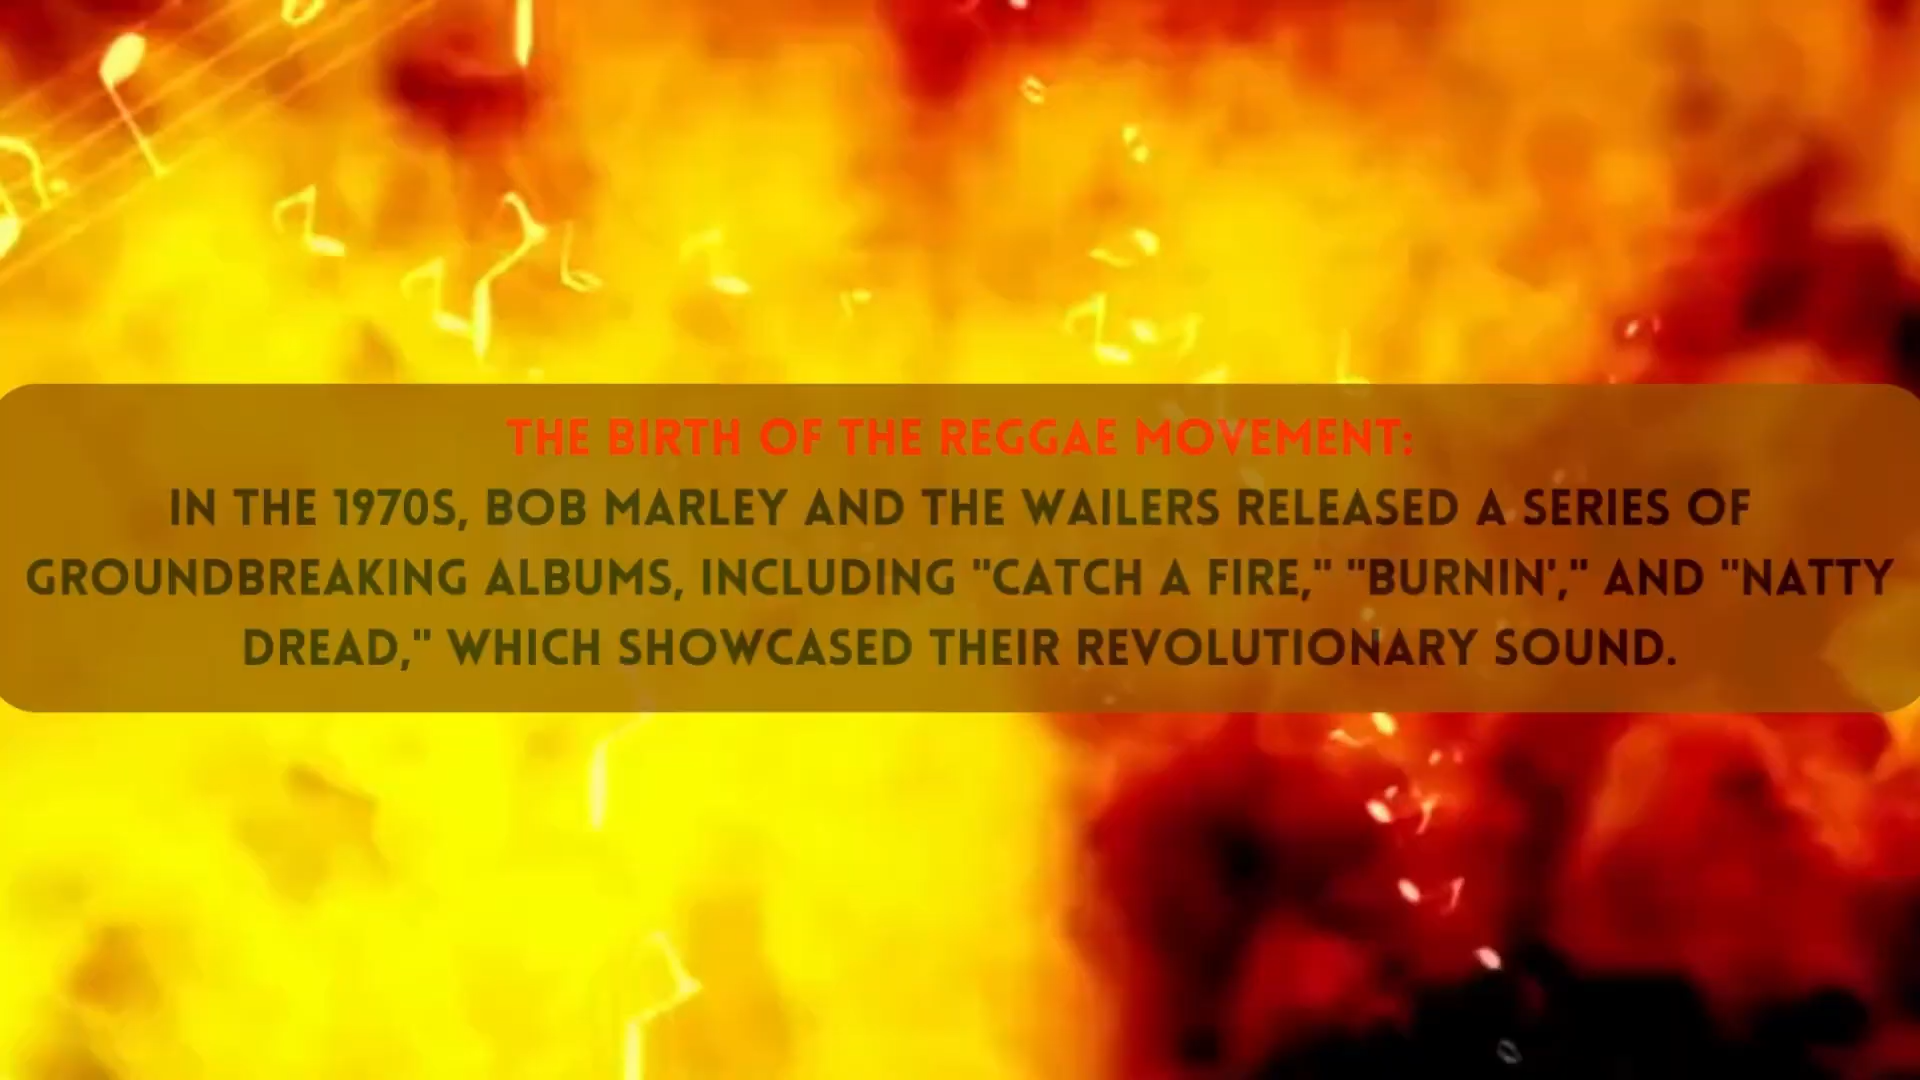 THE BIRTH OF THE REGGAE MOVEMENT:
IN THE 1970S, BOB MARLEY AND THE WAILERS RELEASED A SERIES OF
GROUNDBREAKING ALBUMS, INCLUDING "CATCH A FIRE," "BURNIN'," AND "NATTY
DREAD," WHICH SHOWCASED THEIR REVOLUTIONARY SOUND.